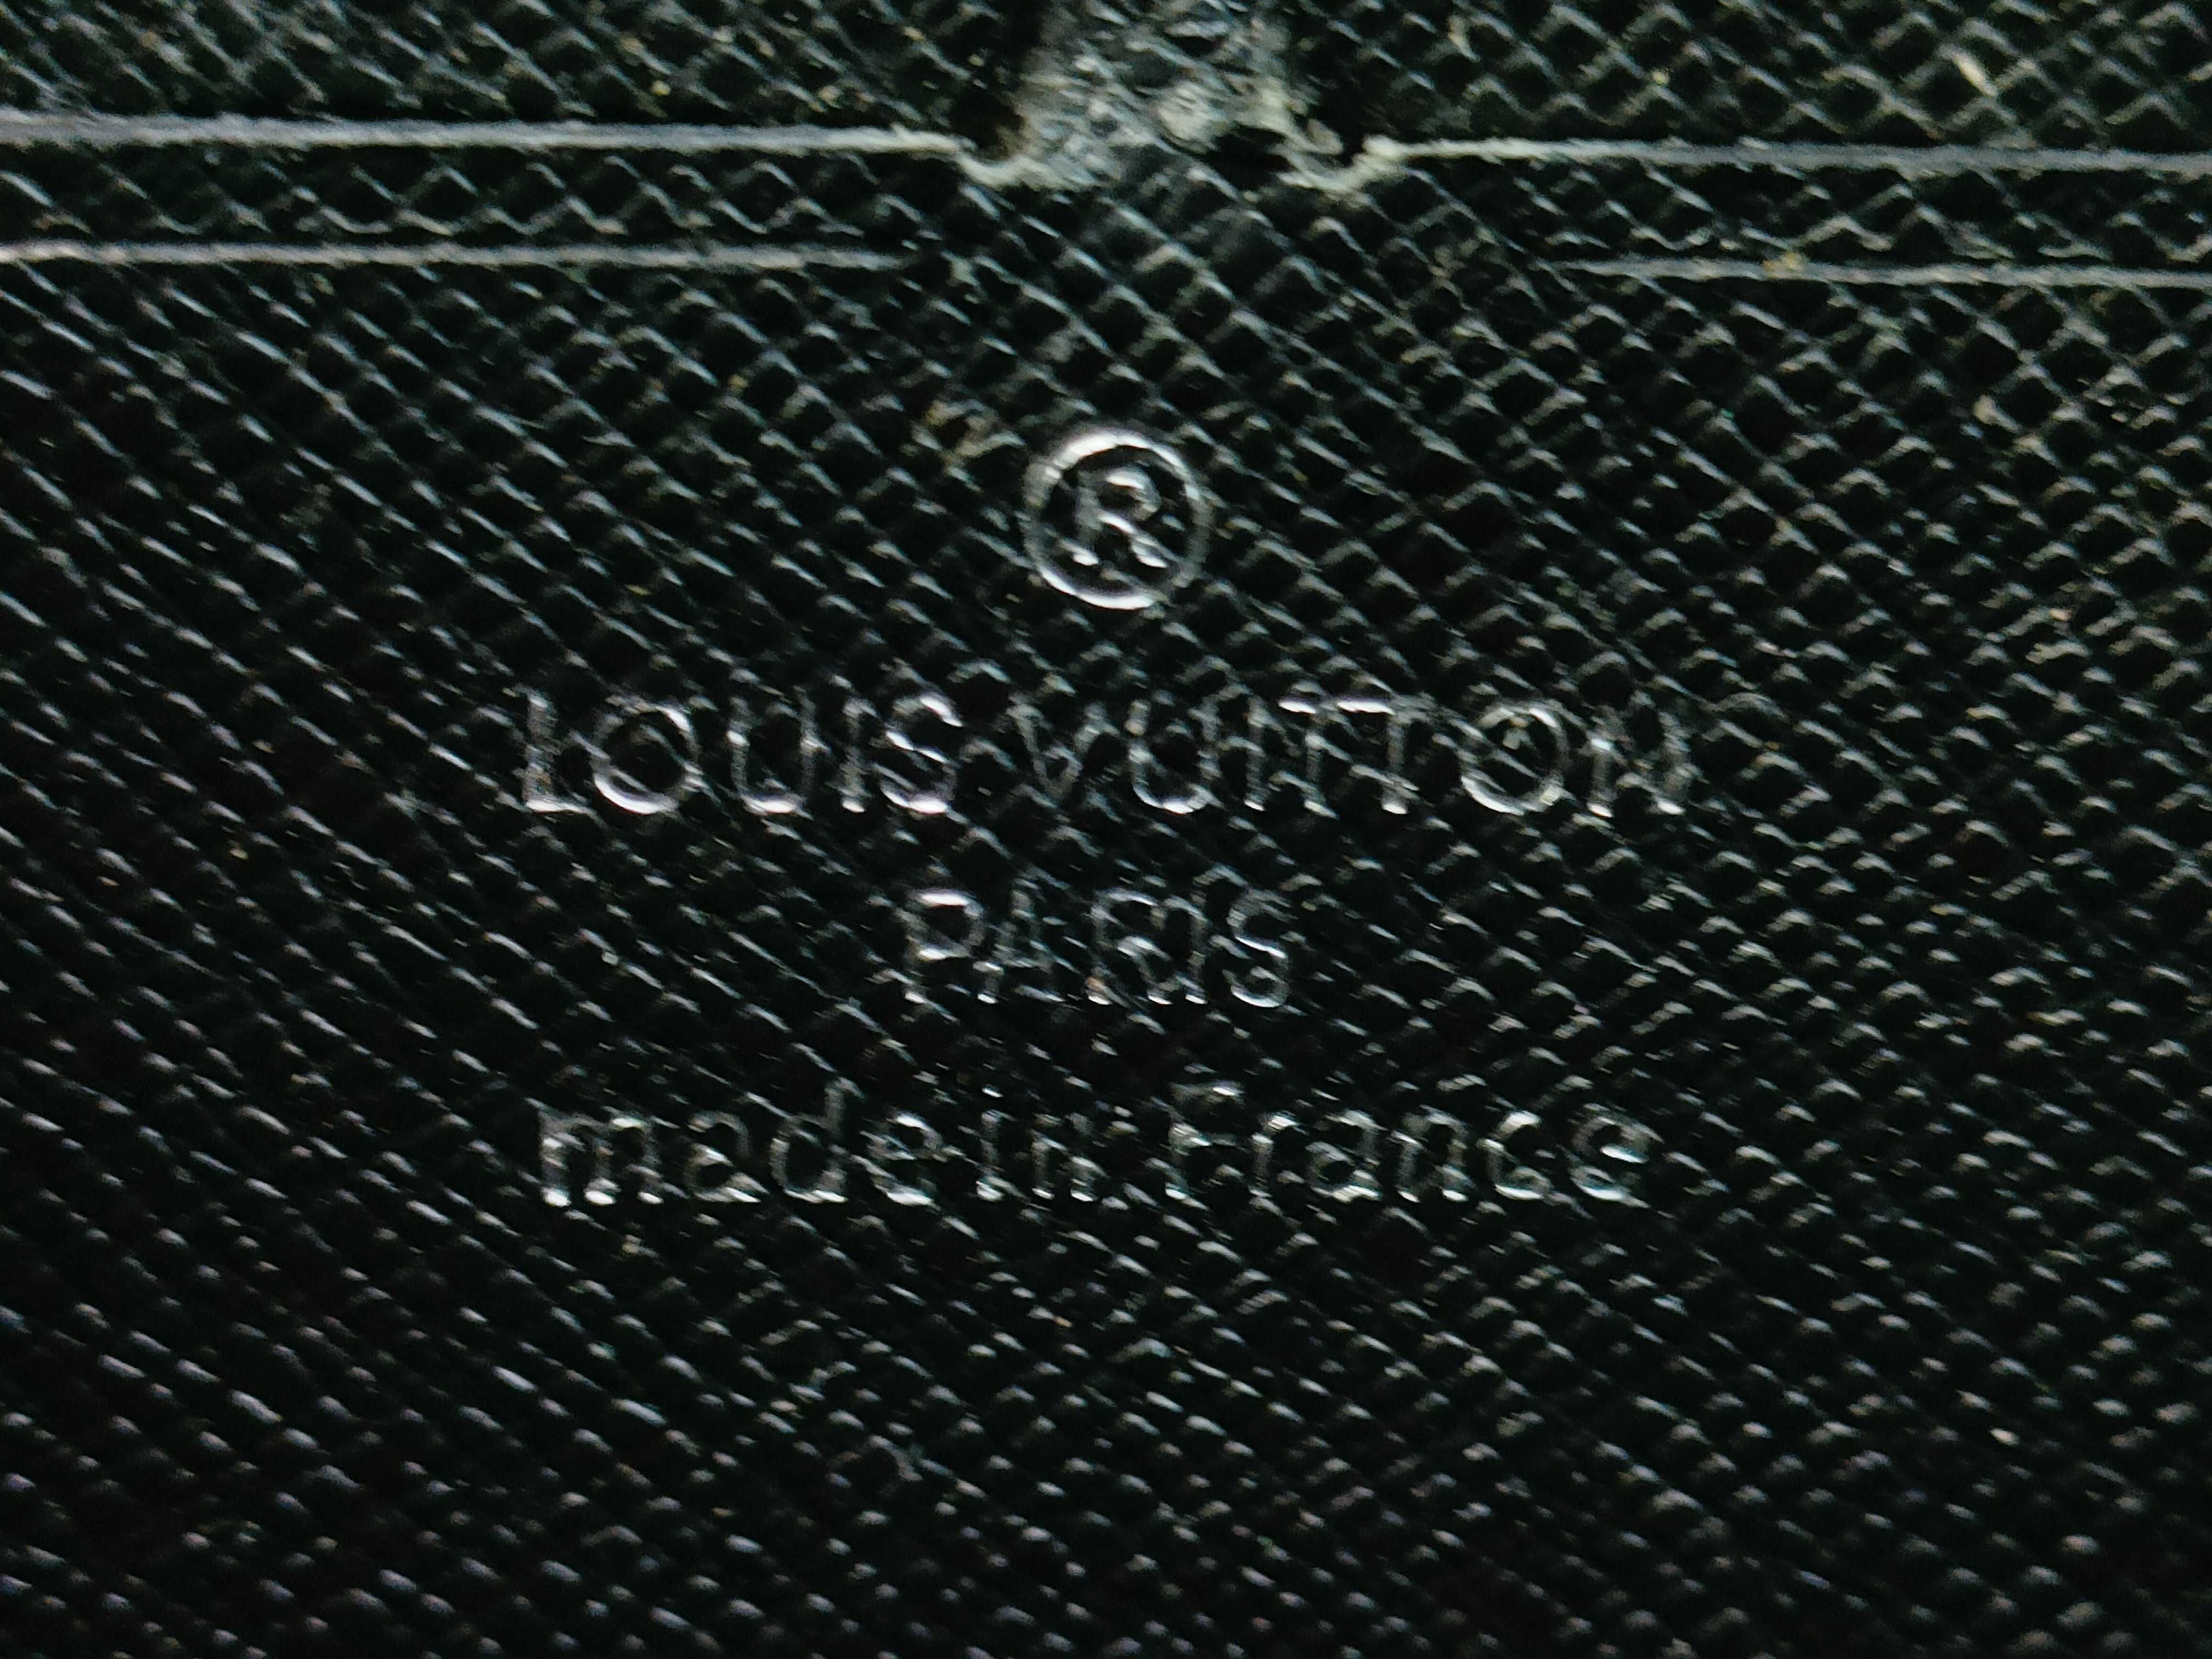 ®
LOUIS VUITTON
PARIS
made in France